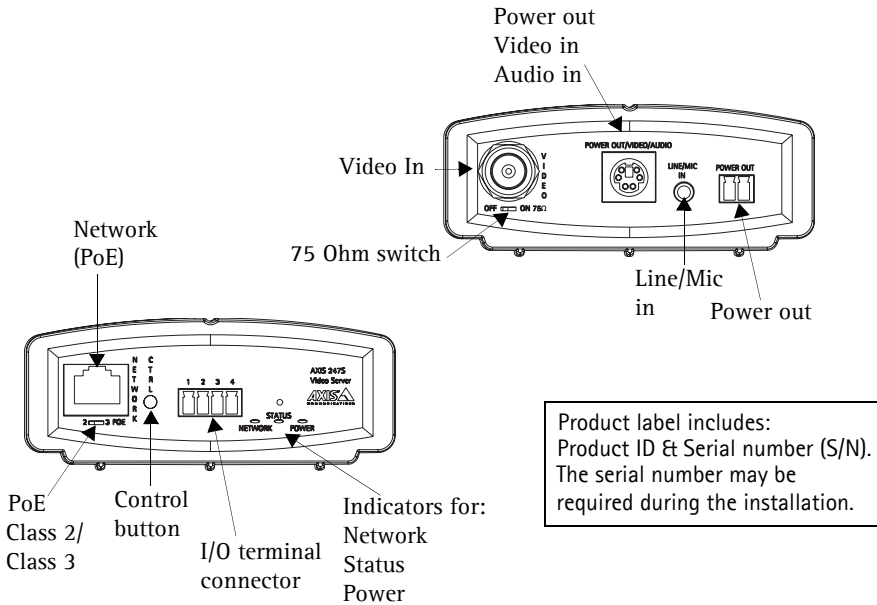 Power out
Video in
Audio in
POWER OUT/VIDEO/AUDIO
LINE/MIC
IN
POWER OUT
VIDEO
OFF ON 75Ω
Video In
75 Ohm switch
Line/Mic
in
Power out
Network
(PoE)
NETWORK
CTRL
1 2 3 4
AXIS 247S
Video Server
AXIS
COMMUNICATIONS
2 3 POE
STATUS
NETWORK POWER
PoE
Class 2/
Class 3
Control
button
I/O terminal
connector
Indicators for:
Network
Status
Power
Product label includes:
Product ID & Serial number (S/N).
The serial number may be
required during the installation.